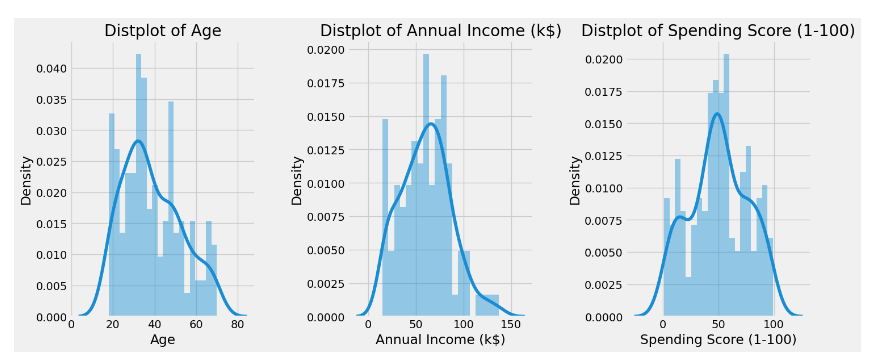 Distplot of Age
0.040
0.035
0.030
0.025
0.020
0.015
0.010
0.005
0.000
Density
0 20 40 60 80
Age
Distplot of Annual Income (k$)
0.0200
0.0175
0.0150
0.0125
0.0100
0.0075
0.0050
0.0025
0.0000
Density
0 50 100 150
Annual Income (k$)
Distplot of Spending Score (1-100)
0.0200
0.0175
0.0150
0.0125
0.0100
0.0075
0.0050
0.0025
0.0000
Density
0 50 100
Spending Score (1-100)